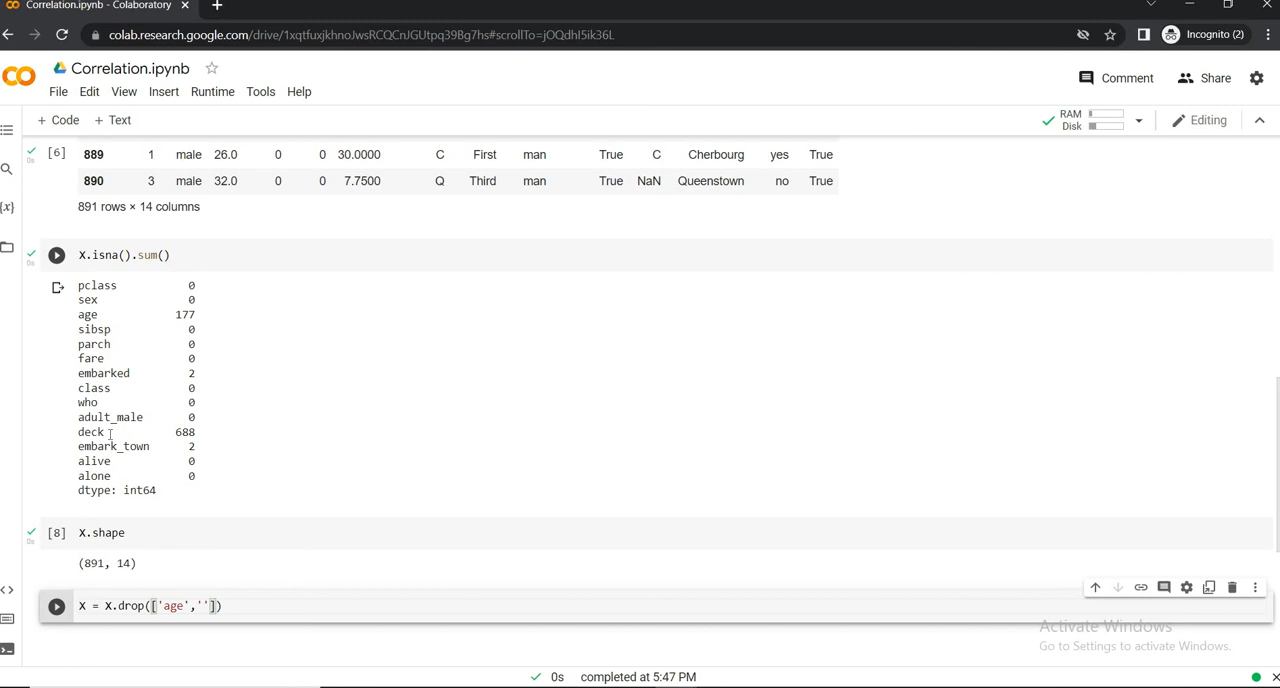 Correlation.ipynb - Colaboratory
colab.research.google.com/drive/1xqtfuxjkhnoJwsRCQCnJGUtpq39Bg7hs#scrollTo=jOQdhI5ik36L
Incognito (2)
Correlation.ipynb
Comment Share
File Edit View Insert Runtime Tools Help
+ Code + Text
RAM
Disk
Editing
[6] 889 1 male 26.0 0 0 30.0000 C First man True C Cherbourg yes True
0s
890 3 male 32.0 0 0 7.7500 Q Third man True NaN Queenstown no True
891 rows × 14 columns
X.isna().sum()
0s
pclass 0
sex 0
age 177
sibsp 0
parch 0
fare 0
embarked 2
class 0
who 0
adult_male 0
deck 688
embark_town 2
alive 0
alone 0
dtype: int64
[8] X.shape
0s
(891, 14)
X = X.drop(['age',''])
Activate Windows
Go to Settings to activate Windows.
0s completed at 5:47 PM